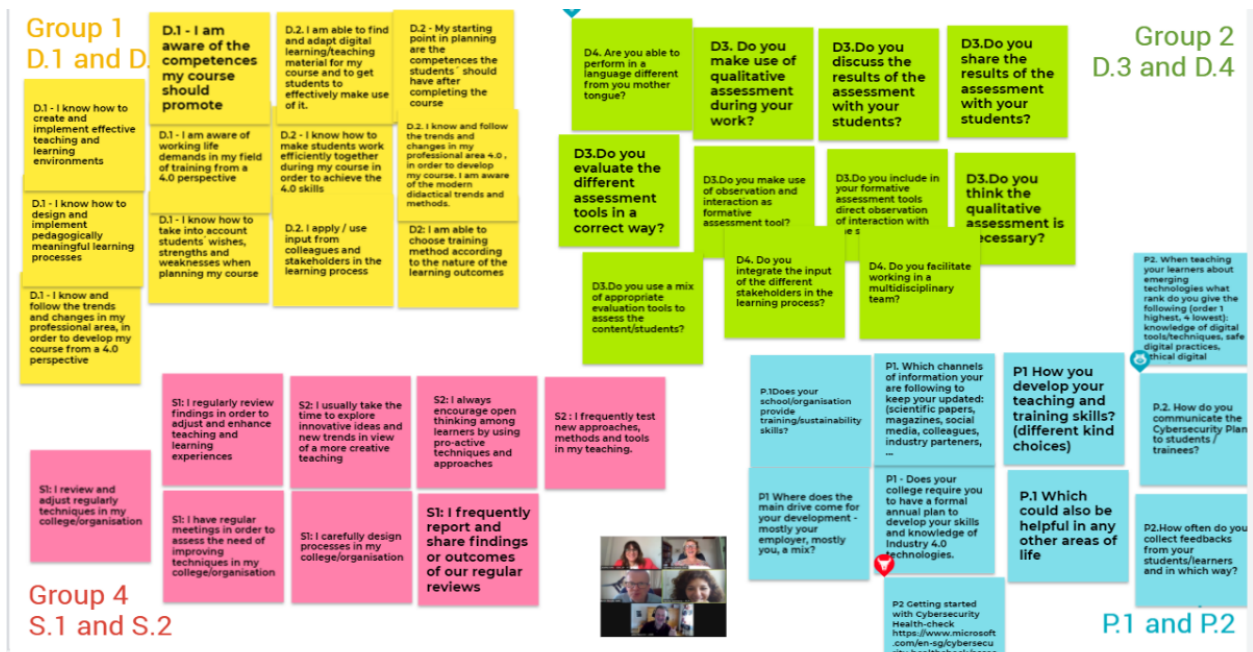 Group 1
D.1 and D.
D.1 - I know how to
create and
implement effective
teaching and
learning
environments
D.1 - I know how to
design and
implement
pedagogically
meaningful learning
processes
D.1 - I know and
follow the trends
and changes in my
professional area, in
order to develop my
course from a 4.0
perspective
D.1 - I am
aware of the
competences
my course
should
promote
D.1 - I am aware of
working life
demands in my field
of training from a
4.0 perspective
D.1 - I know how to
take into account
students´ wishes,
strengths and
weaknesses when
planning my course
D.2. I am able to find
and adapt digital
learning/teaching
material for my
course and to get
students to
effectively make use
of it.
D.2 - I know how to
make students work
efficiently together
during my course in
order to achieve the
4.0 skills
D.2. I apply / use
input from
colleagues and
stakeholders in the
learning process
D.2 - My starting
point in planning
are the
competences the
students´ should
have after
completing the
course
D.2. I know and follow
the trends and
changes in my
professional area 4.0 ,
in order to develop
my course. I am aware
of the modern
didactical trends and
methods.
D2: I am able to
choose training
method according
to the nature of the
learning outcomes
Group 2
D.3 and D.4
D4. Are you able to
perform in a
language different
from you mother
tongue?
D3. Do you
make use of
qualitative
assessment
during your
work?
D3.Do you
discuss the
results of the
assessment
with your
students?
D3.Do you
share the
results of the
assessment
with your
students?
D3.Do you
evaluate the
different
assessment
tools in a
correct way?
D3.Do you make use
of observation and
interaction as
formative
assessment tool?
D3.Do you include in
your formative
assessment tools
direct observation
of interaction with
the s
D3.Do you
think the
qualitative
assessment is
necessary?
D3.Do you use a mix
of appropriate
evaluation tools to
assess the
content/students?
D4. Do you
integrate the input
of the different
stakeholders in the
learning process?
D4. Do you facilitate
working in a
multidisciplinary
team?
S1: I review and
adjust regularly
techniques in my
college/organisation
S1: I regularly review
findings in order to
adjust and enhance
teaching and
learning
experiences
S2: I usually take the
time to explore
innovative ideas and
new trends in view
of a more creative
teaching
S2: I always
encourage open
thinking among
learners by using
pro-active
techniques and
approaches
S2 : I frequently test
new approaches,
methods and tools
in my teaching.
S1: I have regular
meetings in order to
assess the need of
improving
techniques in my
college/organisation
S1: I carefully design
processes in my
college/organisation
S1: I frequently
report and
share findings
or outcomes
of our regular
reviews
Group 4
S.1 and S.2
P2. When teaching
your learners about
emerging
technologies what
rank do you give the
following (order 1
highest, 4 lowest):
knowledge of digital
tools/techniques, safe
digital practices,
ethical digital
P.1Does your
school/organisation
provide
training/sustainability
skills?
P1. Which channels
of information your
are following to
keep your updated:
(scientific papers,
magazines, social
media, colleagues,
industry parteners,
...
P1 How you
develop your
teaching and
training skills?
(different kind
choices)
P.2. How do you
communicate the
Cybersecurity Plan
to students /
trainees?
P1 Where does the
main drive come for
your development -
mostly your
employer, mostly
you, a mix?
P1 - Does your
college require you
to have a formal
annual plan to
develop your skills
and knowledge of
Industry 4.0
technologies.
P.1 Which
could also be
helpful in any
other areas of
life
P2.How often do you
collect feedbacks
from your
students/learners
and in which way?
P2 Getting started
with Cybersecurity
Health-check
https://www.microsoft
.com/en-sg/cybersecu
P.1 and P.2